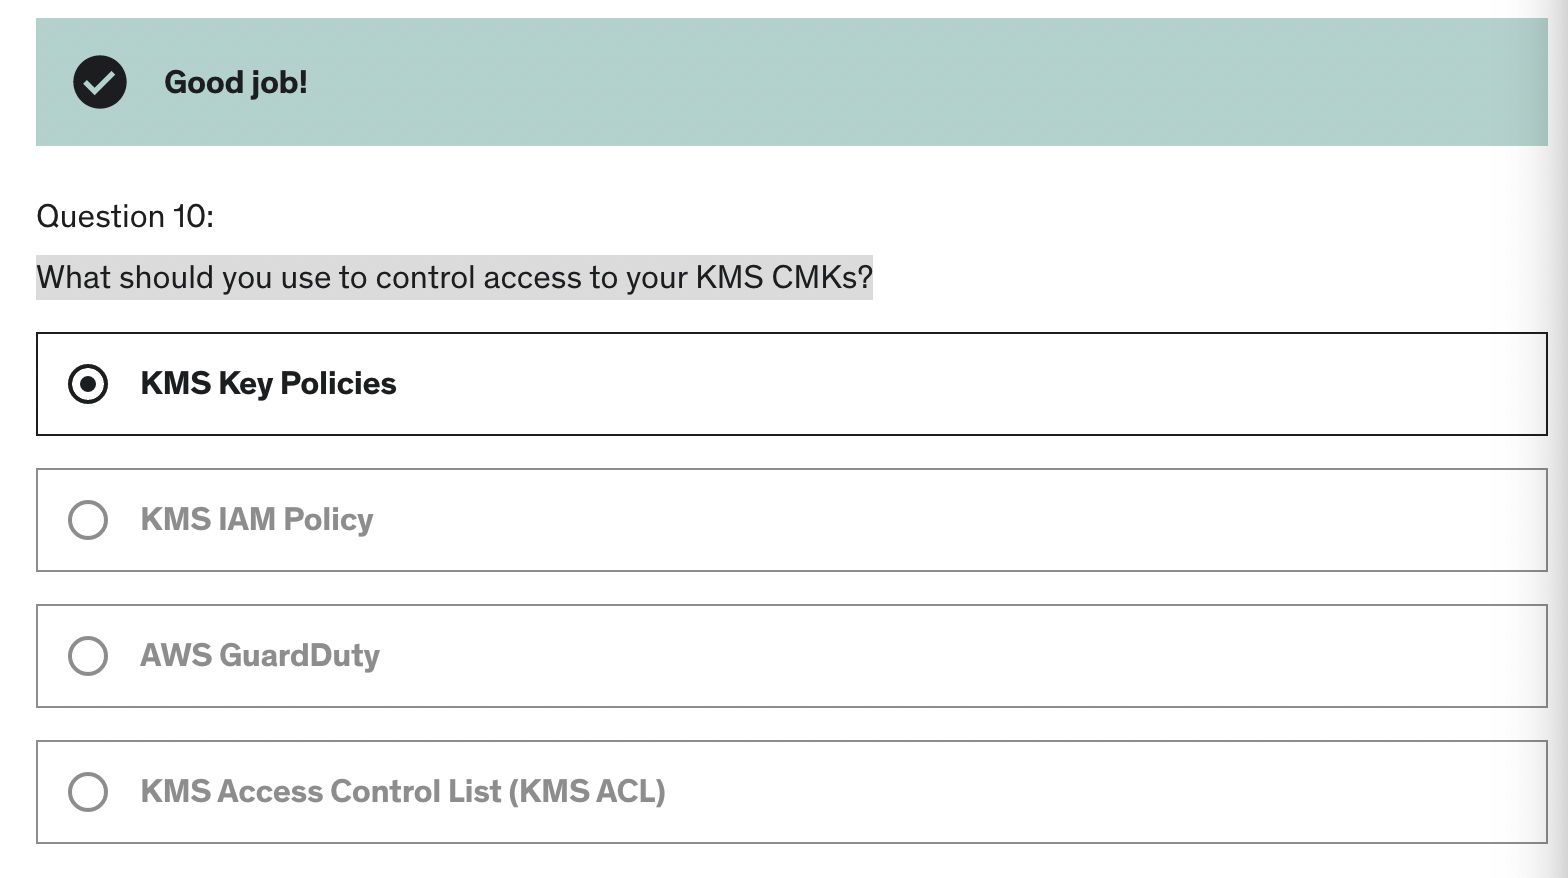 Good job!
Question 10:
What should you use to control access to your KMS CMKs?
KMS Key Policies
KMS IAM Policy
AWS GuardDuty
KMS Access Control List (KMS ACL)